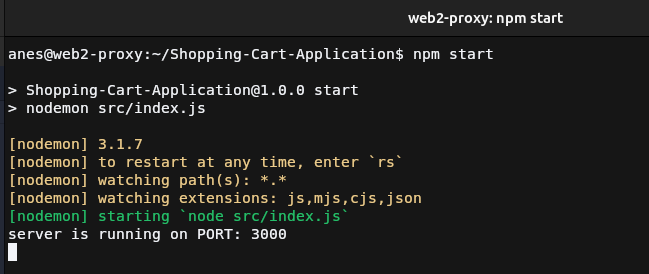 web2-proxy: npm start
anes@web2-proxy:~/Shopping-Cart-Application$ npm start
> Shopping-Cart-Application@1.0.0 start
> nodemon src/index.js
[nodemon] 3.1.7
[nodemon] to restart at any time, enter `rs`
[nodemon] watching path(s): *.*
[nodemon] watching extensions: js,mjs,cjs,json
[nodemon] starting `node src/index.js`
server is running on PORT: 3000